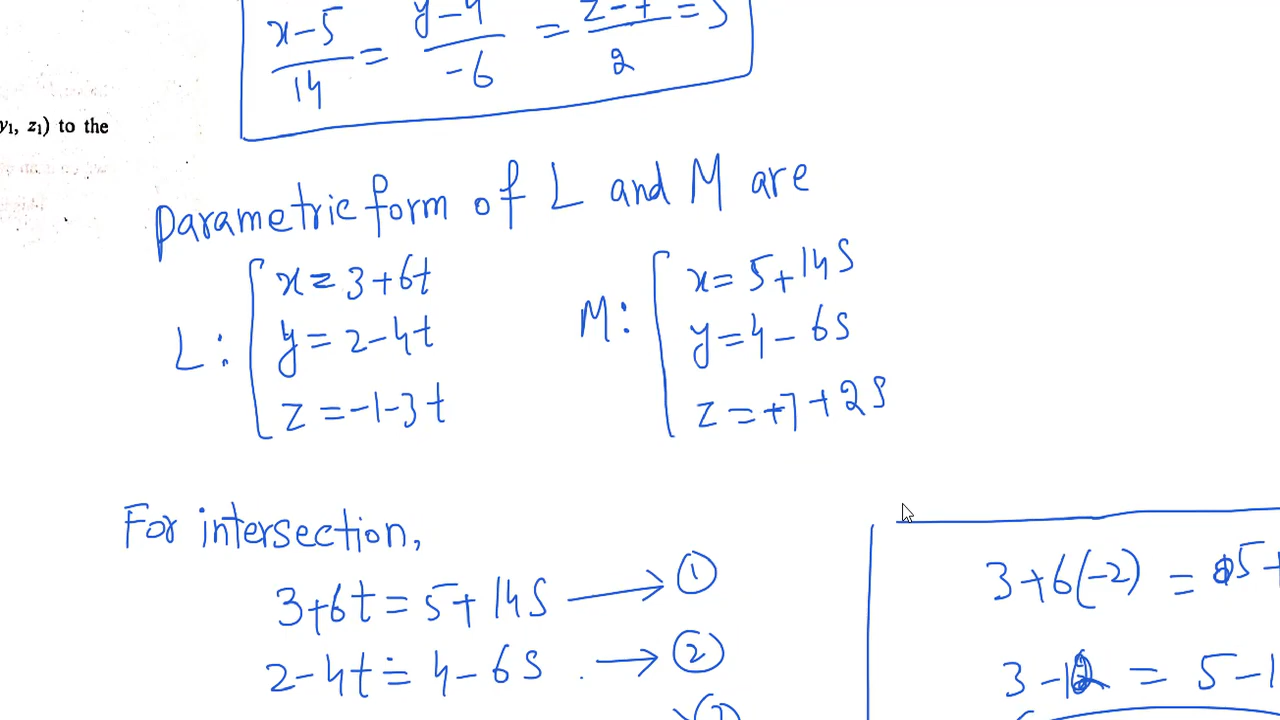 x-5/14 = y-4/-6 = z-7/2 = s
y₁, z₁) to the
Parametric form of L and M are
L: { x = 3+6t
y = 2-4t
z = -1-3t
M: { x = 5+14s
y = 4-6s
z = +7+2s
For intersection,
3+6t = 5+14s → ①
2-4t = 4-6s → ②
3+6(-2) = 5+
3-12 = 5-1